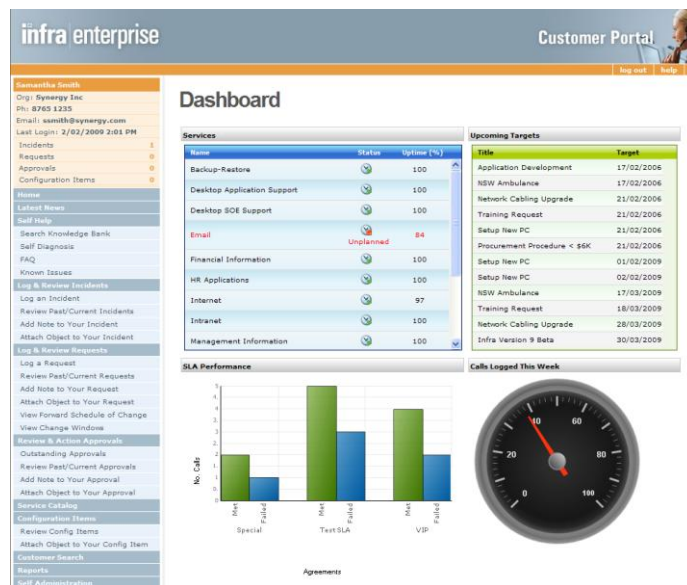 infra enterprise
Customer Portal
log out help
Samantha Smith
Org: Synergy Inc
Ph: 8765 1235
Email: ssmith@synergy.com
Last Login: 2/02/2009 2:01 PM
Incidents 1
Requests 0
Approvals 0
Configuration Items 0
Home
Latest News
Self Help
Search Knowledge Bank
Self Diagnosis
FAQ
Known Issues
Log & Review Incidents
Log an Incident
Review Past/Current Incidents
Add Note to Your Incident
Attach Object to Your Incident
Log & Review Requests
Log a Request
Review Past/Current Requests
Add Note to Your Request
Attach Object to Your Request
View Forward Schedule of Change
View Change Windows
Review & Action Approvals
Outstanding Approvals
Review Past/Current Approvals
Add Note to Your Approval
Attach Object to Your Approval
Service Catalog
Configuration Items
Review Config Items
Attach Object to Your Config Item
Customer Search
Reports
Self Administration
Dashboard
Services
Name Status Uptime (%)
Backup-Restore 100
Desktop Application Support 100
Desktop SOE Support 100
Email Unplanned 84
Financial Information 100
HR Applications 100
Internet 97
Intranet 100
Management Information 100
Upcoming Targets
Title Target
Application Development 17/02/2006
NSW Ambulance 17/02/2006
Network Cabling Upgrade 21/02/2006
Training Request 21/02/2006
Setup New PC 21/02/2006
Procurement Procedure < $6K 21/02/2006
Setup New PC 01/02/2009
Setup New PC 02/02/2009
NSW Ambulance 17/03/2009
Training Request 18/03/2009
Network Cabling Upgrade 28/03/2009
Infra Version 9 Beta 30/03/2009
SLA Performance
No. Calls
Met Failed Met Failed Met Failed
Special Test SLA VIP
Agreements
Calls Logged This Week
0 20 40 60 80 100